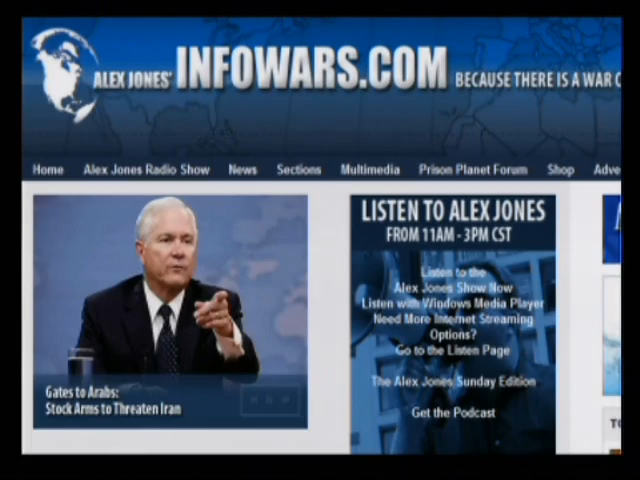 ALEX JONES' INFOWARS.COM BECAUSE THERE IS A WAR
Home Alex Jones Radio Show News Sections Multimedia Prison Planet Forum Shop Adve
LISTEN TO ALEX JONES
FROM 11AM - 3PM CST
Listen to the
Alex Jones Show Now
Listen with Windows Media Player
Need More Internet Streaming
Options?
Go to the Listen Page
The Alex Jones Sunday Edition
Get the Podcast
Gates to Arabs:
Stock Arms to Threaten Iran